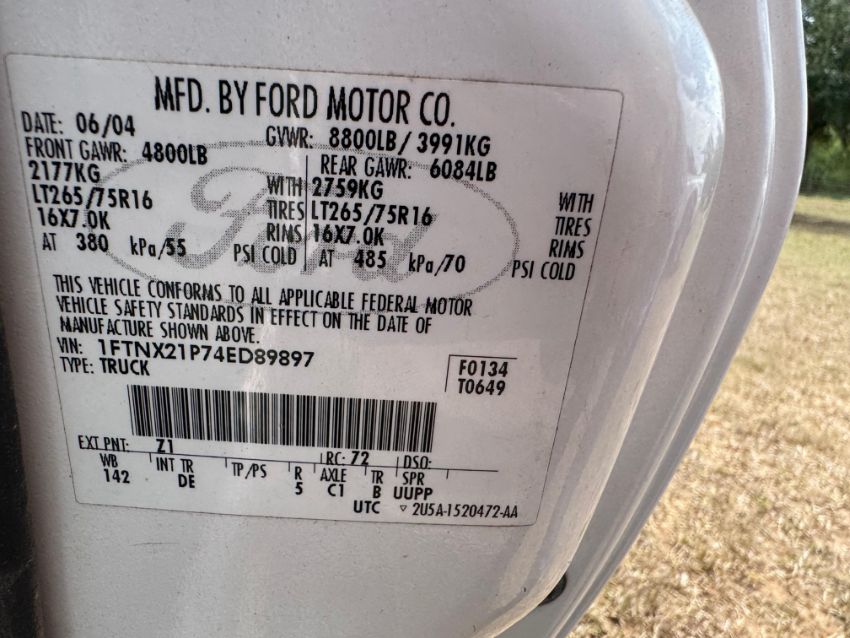 MFD. BY FORD MOTOR CO.
DATE: 06/04 GVWR: 8800LB/ 3991KG
FRONT GAWR: 4800LB REAR GAWR: 6084LB
2177KG WITH 2759KG WITH
LT265/75R16 TIRES LT265/75R16 TIRES
16X7.0K RIMS 16X7.0K RIMS
AT 380 kPa/55 PSI COLD AT 485 kPa/70 PSI COLD
Ford
THIS VEHICLE CONFORMS TO ALL APPLICABLE FEDERAL MOTOR
VEHICLE SAFETY STANDARDS IN EFFECT ON THE DATE OF
MANUFACTURE SHOWN ABOVE.
VIN: 1FTNX21P74ED89897 F0134
TYPE: TRUCK T0649
EXT PNT: Z1 RC: 72 DSO:
WB INT TR TP/PS R AXLE TR SPR
142 DE 5 C1 B UUPP
UTC ▽ 2U5A-1520472-AA